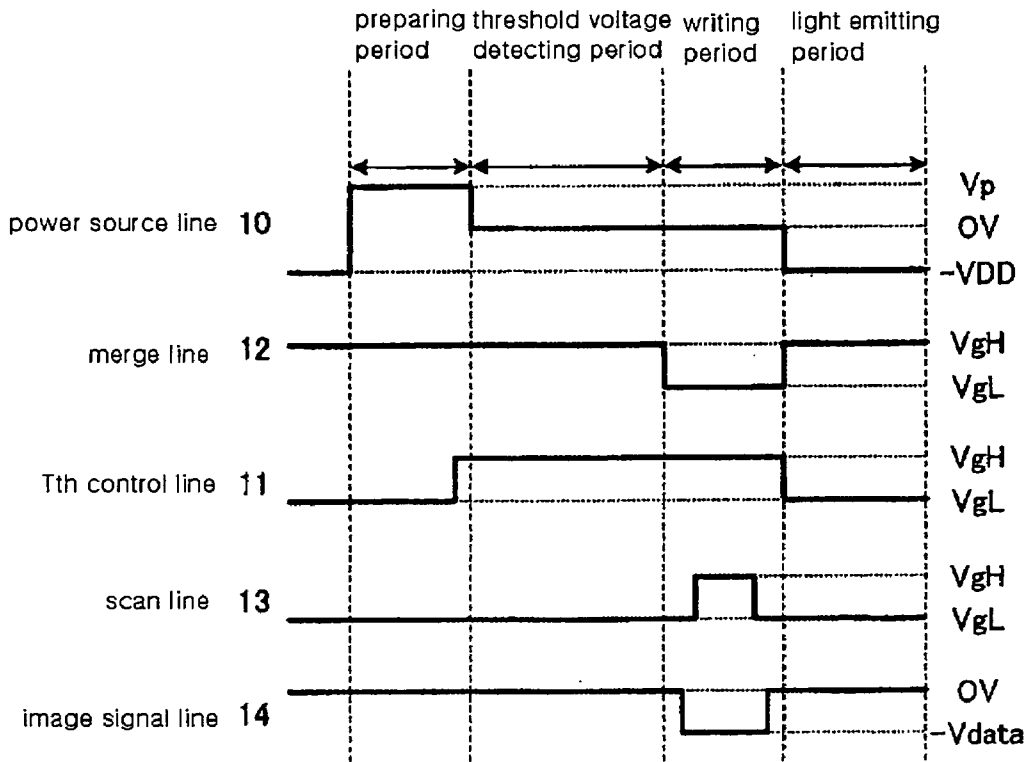 preparing period
threshold voltage detecting period
writing period
light emitting period
power source line 10
Vp
OV
-VDD
merge line 12
VgH
VgL
Tth control line 11
VgH
VgL
scan line 13
VgH
VgL
image signal line 14
OV
-Vdata